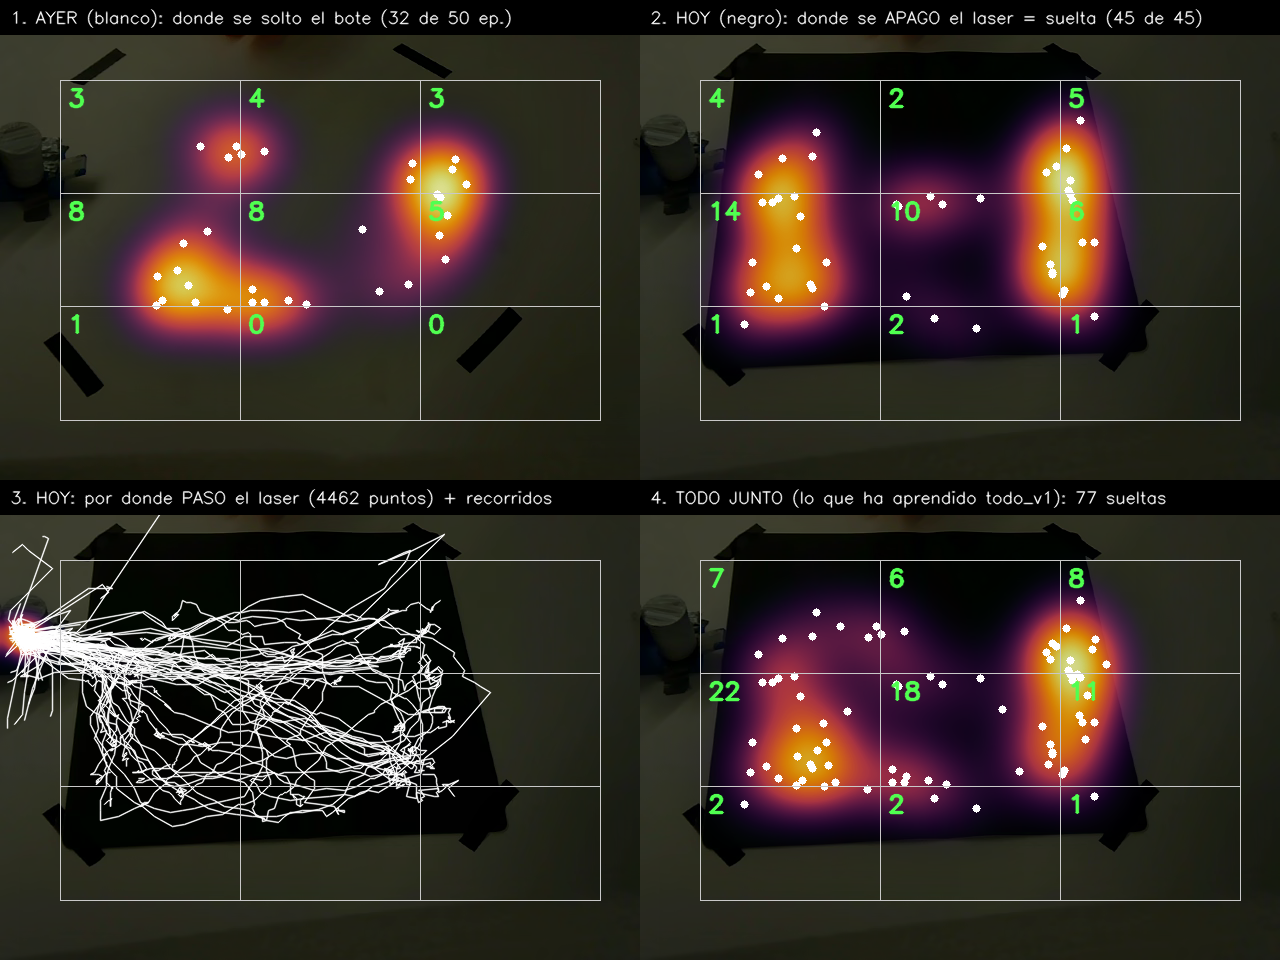 1. AYER (blanco): donde se solto el bote (32 de 50 ep.)
3 4 3
8 8 5
1 0 0
2. HOY (negro): donde se APAGO el laser = suelta (45 de 45)
4 2 5
14 10 6
1 2 1
3. HOY: por donde PASO el laser (4462 puntos) + recorridos
4. TODO JUNTO (lo que ha aprendido todo_v1): 77 sueltas
7 6 8
22 18 11
2 2 1